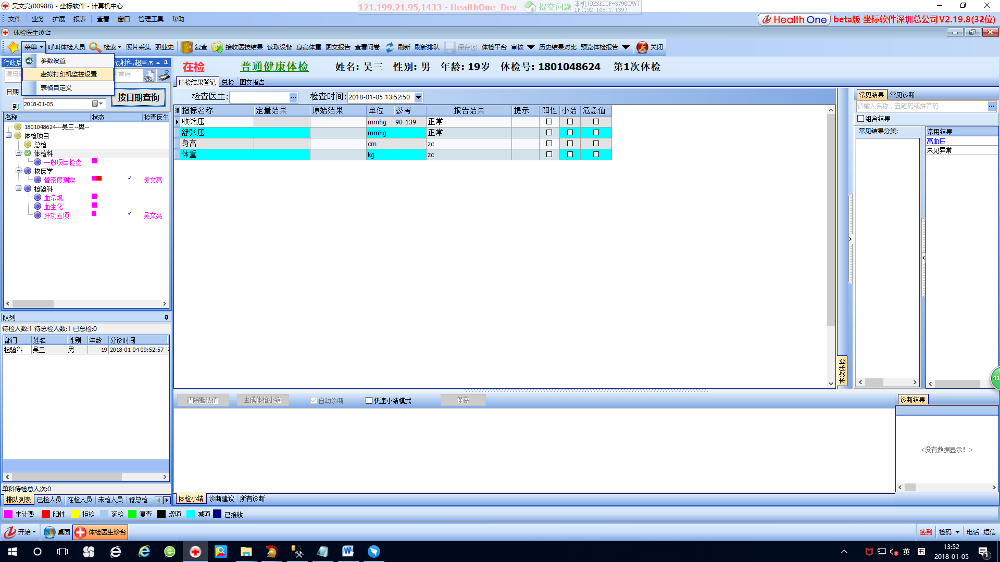 吴文亮(00988) - 坐标软件 - 计算机中心
121.199.21.95,1433 - HealthOne_Dev 提交问题 本机(DESKTOP-3V90CMV)
IP(192.168.1.139)
文件 业务 扩展 报表 查看 窗口 管理工具 帮助
Health One beta版 坐标软件深圳总公司 V2.19.8(32位)
体检医生诊台
菜单 呼叫体检人员 检索 照片采集 职业史 复查 接收医技结果 读取设备 身高体重 图文报告 查看问卷 刷新 刷新排队 保存(S) 体检平台 审核 历史结果对比 预览体检报告 关闭
参数设置
虚拟打印机监控设置
表格自定义
行政后 放射科,超声
请扫描 拼音码
日期
按日期查询
到 2018-01-05
名称 状态 检查医生
1801048624---吴三--男--
体检项目
总检
体检科
一般项目检查
核医学
骨密度测定 吴文亮
检验科
血常规
血生化
肝功五项 吴文亮
队列
待检人数:1 待总检人数:1 已总检:0
部门 姓名 性别 年龄 分诊时间
检验科 吴三 男 19 2018-01-04 09:52:57
单科待检总人次:0
排队列表 已检人员 在检人员 未检人员 待总检
在检 普通健康体检 姓名: 吴三 性别: 男 年龄: 19岁 体检号: 1801048624 第1次体检
体检结果登记 总检 图文报告
检查医生: 检查时间: 2018-01-05 13:52:50
指标名称 定量结果 原始结果 单位 参考 报告结果 提示 阳性 小结 危急值
收缩压 mmhg 90-139 正常
舒张压 mmhg 正常
身高 cm zc
体重 kg zc
本次体检
常见结果 常见诊断
请输入名称，五笔码或拼音码
组合结果
常见结果分类:
常用结果
高血压
未见异常
41
清除默认值 生成体检小结 自动诊断 快速小结模式 保存
诊断结果
<没有数据显示! >
体检小结 诊断建议 所有诊断
未计费 阳性 拒检 延检 复查 增项 减项 已接收
开始 桌面 体检医生诊台 签到 检码 电话 短信
英 五 13:52
2018-01-05
1